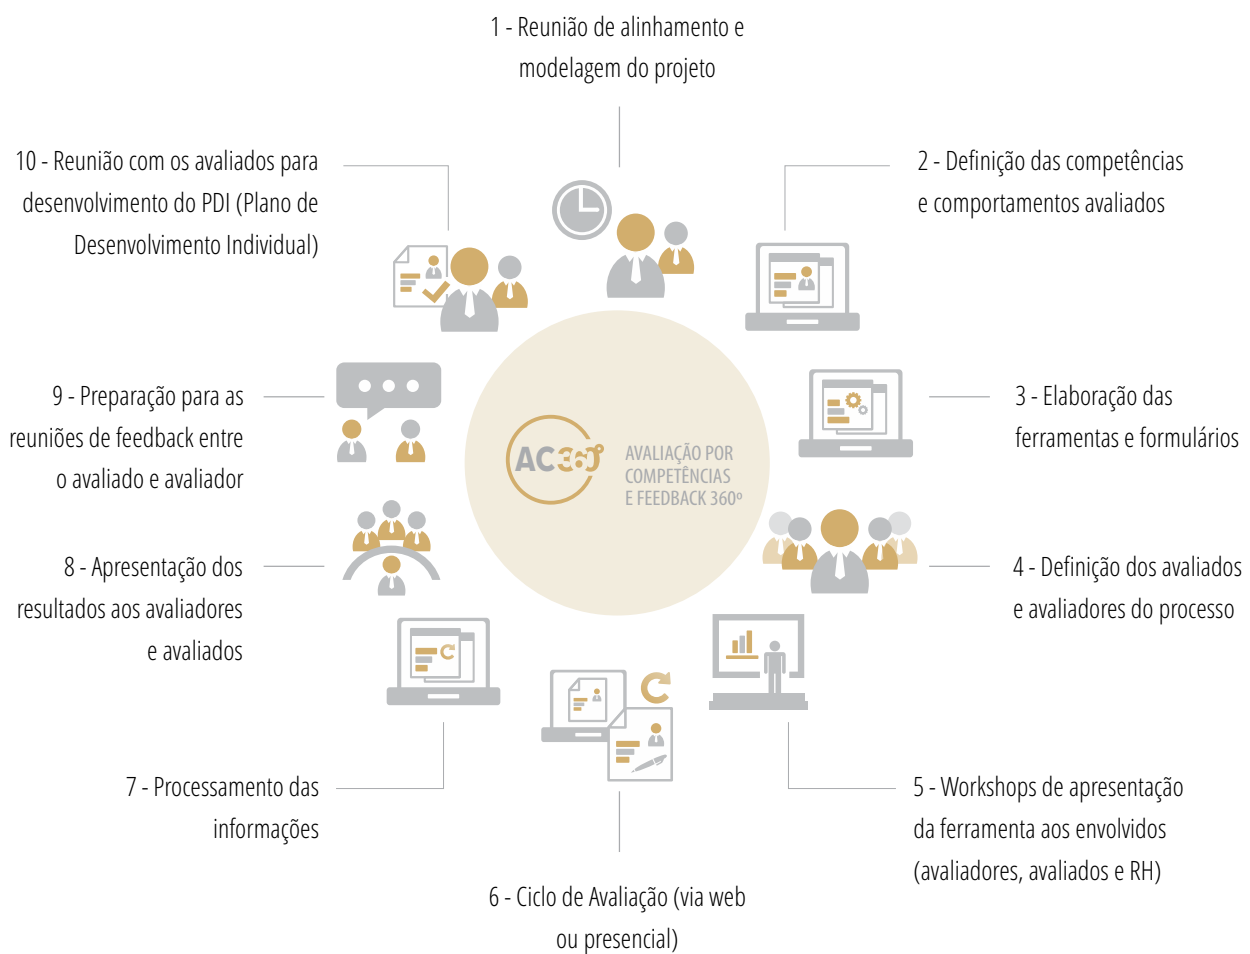 1 - Reunião de alinhamento e
modelagem do projeto
2 - Definição das competências
e comportamentos avaliados
3 - Elaboração das
ferramentas e formulários
4 - Definição dos avaliados
e avaliadores do processo
5 - Workshops de apresentação
da ferramenta aos envolvidos
(avaliadores, avaliados e RH)
6 - Ciclo de Avaliação (via web
ou presencial)
7 - Processamento das
informações
8 - Apresentação dos
resultados aos avaliadores
e avaliados
9 - Preparação para as
reuniões de feedback entre
o avaliado e avaliador
10 - Reunião com os avaliados para
desenvolvimento do PDI (Plano de
Desenvolvimento Individual)
AC360º
AVALIAÇÃO POR
COMPETÊNCIAS
E FEEDBACK 360º